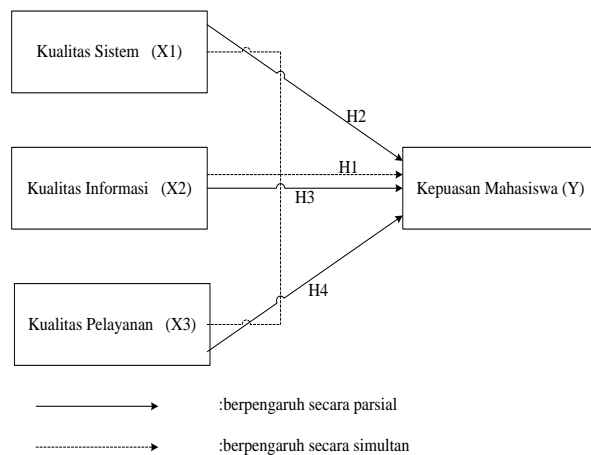 Kualitas Sistem (X1)
H2
Kualitas Informasi (X2)
H1
H3
Kepuasan Mahasiswa (Y)
Kualitas Pelayanan (X3)
H4
:berpengaruh secara parsial
:berpengaruh secara simultan